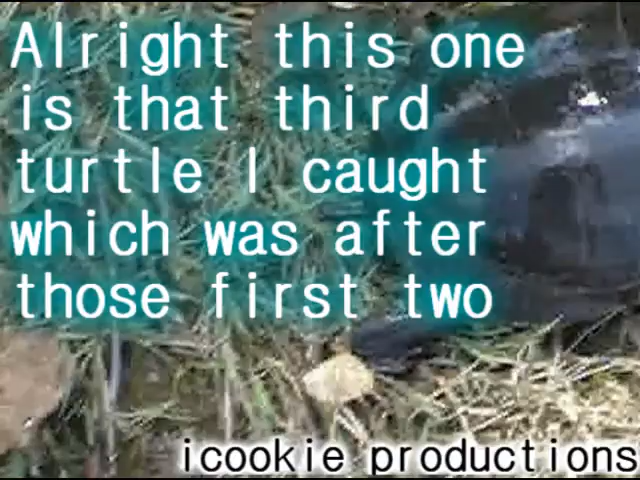 Alright this one
is that third
turtle I caught
which was after
those first two
icookie productions